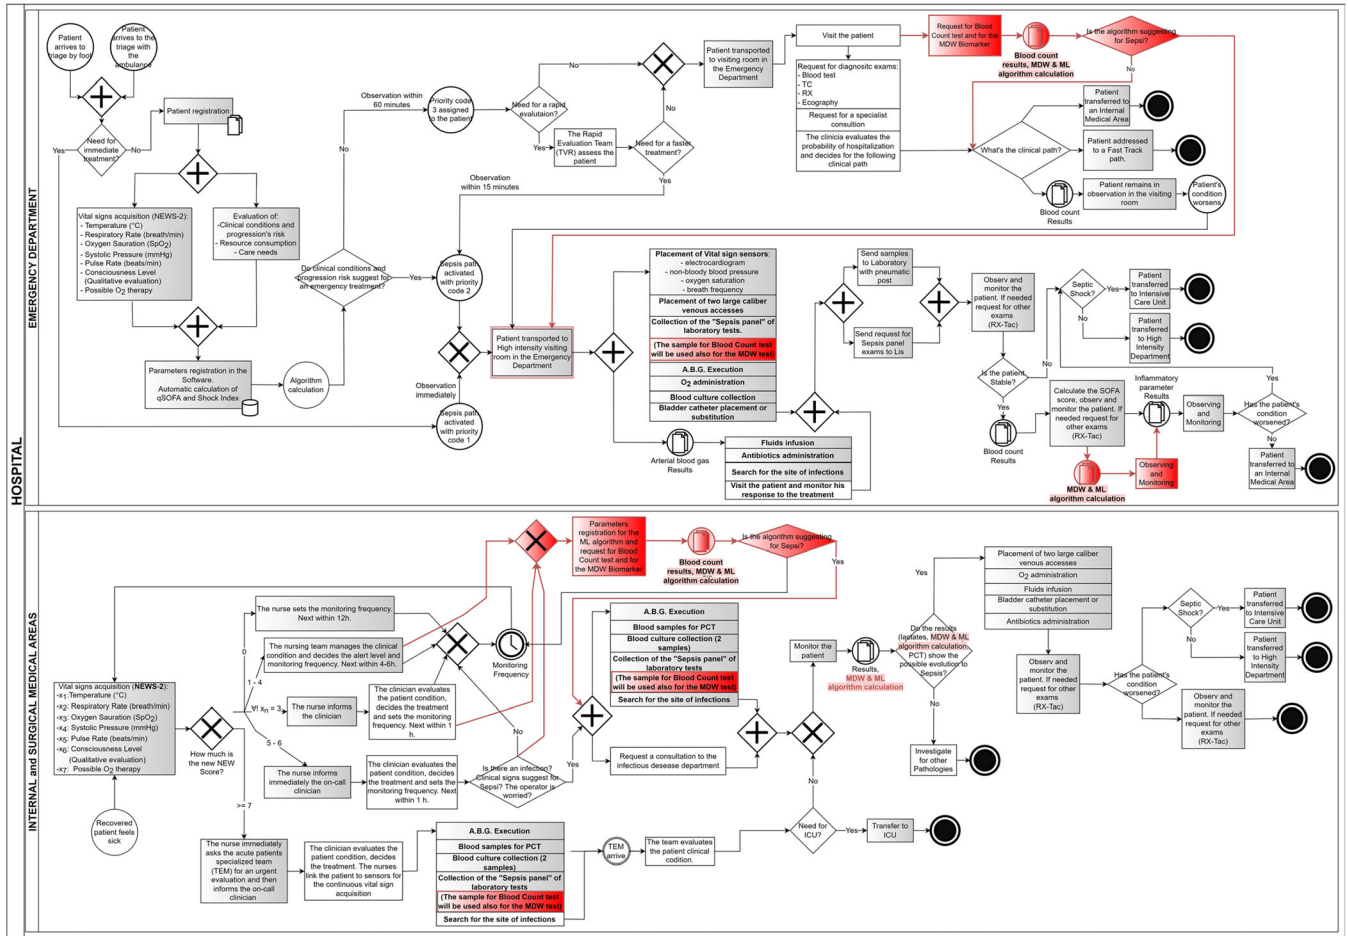 HOSPITAL
EMERGENCY DEPARTMENT
Patient
arrives to
triage by foot
Patient
arrives to the
triage with the
ambulance
Need for
immediate
treatment?
No
Yes
Patient registration
Vital signs acquisition (NEWS-2):
- Temperature (°C)
- Respiratory Rate (breath/min)
- Oxygen Sauration (SpO2)
- Systolic Pressure (mmHg)
- Pulse Rate (beats/min)
- Consciousness Level
(Qualitative evaluation)
- Possible O2 therapy
Evaluation of:
-Clinical conditions and
progression's risk
- Resource consumption
- Care needs
Parameters registration in the
Software.
Automatic calculation of
qSOFA and Shock Index
Algorithm
calculation
Do clinical conditions and
progression risk suggest for
an emergency treatment?
No
Yes
Observation within
60 minutes
Priority code
3 assigned
to the patient
Need for a rapid
evalutaion?
No
Yes
The Rapid
Evaluation Team
(TVR) assess the
patient
Need for a faster
treatment?
No
Yes
Observation
within 15 minutes
Sepsis path
activated
with priority
code 2
Observation
immediately
Sepsis path
activated
with priority
code 1
Patient transported to
High intensity visiting
room in the Emergency
Department
Patient transported
to visiting room in
the Emergency
Department
Visit the patient
Request for diagnositic exams:
- Blood test
- TC
- RX
- Ecography
Request for a specialist
consultion
The clinicia evaluates the
probability of hospitalization and
decides for the following
clinical path
Request for Blood
Count test and for the
MDW Biomarker
Blood count
results, MDW & ML
algorithm calculation
Is the algorithm suggesting
for Sepsi?
No
What's the clinical path?
Patient
transferred to
an Internal
Medical Area
Patient addressed
to a Fast Track
path.
Blood count
Results
Patient remains in
observation in the visiting
room
Patient's
condition
worsens
Placement of Vital sign sensors:
- electrocardiogram
- non-bloody blood pressure
- oxygen saturation
- breath frequency
Placement of two large caliber
venous accesses
Collection of the "Sepsis panel" of
laboratory tests.
(The sample for Blood Count test
will be used also for the MDW test)
A.B.G. Execution
O2 administration
Blood culture collection
Bladder catheter placement or
substitution
Arterial blood gas
Results
Fluids infusion
Antibiotics administration
Search for the site of infections
Visit the patient and monitor his
response to the treatment
Send samples
to Laboratory
with pneumatic
post
Send request for
Sepsis panel
exams to Lis
Observ and
monitor the
patient. If needed
request for other
exams
(RX-Tac)
Is the patient
Stable?
No
Yes
Septic
Shock?
Yes
No
Patient
transferred to
Intensive Care
Unit
Patient
transferred to
High Intensity
Department
Blood count
Results
Calculate the SOFA
score, observ and
monitor the patient. If
needed request for
other exams
(RX-Tac)
MDW & ML
algorithm calculation
Observing
and
Monitoring
Inflammatory
parameter
Results
Observing
and
Monitoring
Has the patient's
condition
worsened?
Yes
No
Patient
transferred to
an Internal
Medical Area
INTERNAL and SURGICAL MEDICAL AREAS
Vital signs acquisition (NEWS-2):
-x1:Temperature (°C)
-x2: Respiratory Rate (breath/min)
-x3: Oxygen Sauration (SpO2)
-x4: Systolic Pressure (mmHg)
-x5: Pulse Rate (beats/min)
-x6: Consciousness Level
(Qualitative evaluation)
-x7: Possible O2 therapy
Recovered
patient feels
sick
How much is
the new NEW
Score?
0
1 - 4
∀! xn = 3
5 - 6
>= 7
The nurse sets the monitoring frequency.
Next within 12h.
The nursing team manages the clinical
condition and decides the alert level and
monitoring frequency. Next within 4-6h.
The nurse informs
the clinician
The clinician evaluates
the patient condition,
decides the treatment
and sets the monitoring
frequency. Next within 1
h.
The nurse informs
immediately the on-call
clinician
The clinician evaluates the
patient condition, decides
the treatment and sets the
monitoring frequency. Next
within 1 h.
Is there an infection?
Clinical signs suggest for
Sepsi? The operator is
worried?
No
Yes
Monitoring
Frequency
Parameters
registration for the
ML algorithm and
request for Blood
Count test and for
the MDW Biomarker
Blood count
results, MDW & ML
algorithm calculation
Is the algorithm suggesting
for Sepsi?
Yes
A.B.G. Execution
Blood samples for PCT
Blood culture collection (2
samples)
Collection of the "Sepsis panel" of
laboratory tests
(The sample for Blood Count test
will be used also for the MDW test)
Search for the site of infections
Request a consultation to the
infectious desease department
The nurse immediately
asks the acute patients
specialized team
(TEM) for an urgent
evaluation and then
informs the on-call
clinician
The clinician evaluates the
patient condition, decides
the treatment. The nurses
link the patient to sensors for
the continuous vital sign
acquisition
A.B.G. Execution
Blood samples for PCT
Blood culture collection (2
samples)
Collection of the "Sepsis panel" of
laboratory tests
(The sample for Blood Count test
will be used also for the MDW test)
Search for the site of infections
TEM
arrive
The team evaluates
the patient clinical
codition.
Need for
ICU?
No
Yes
Transfer to
ICU
Monitor the
patient
Results,
MDW & ML
algorithm calculation
Do the results
(lactates, MDW & ML
algorithm calculation,
PCT) show the
possible evolution to
Sepsis?
Yes
No
Investigate
for other
Pathologies
Placement of two large caliber
venous accesses
O2 administration
Fluids infusion
Bladder catheter placement or
substitution
Antibiotics administration
Observ and
monitor the
patient. If needed
request for other
exams
(RX-Tac)
Has the patient's
condition
worsened?
Yes
No
Septic
Shock?
Yes
No
Patient
transferred to
Intensive Care
Unit
Patient
transferred to
High Intensity
Department
Observ and
monitor the
patient. If needed
request for other
exams
(RX-Tac)